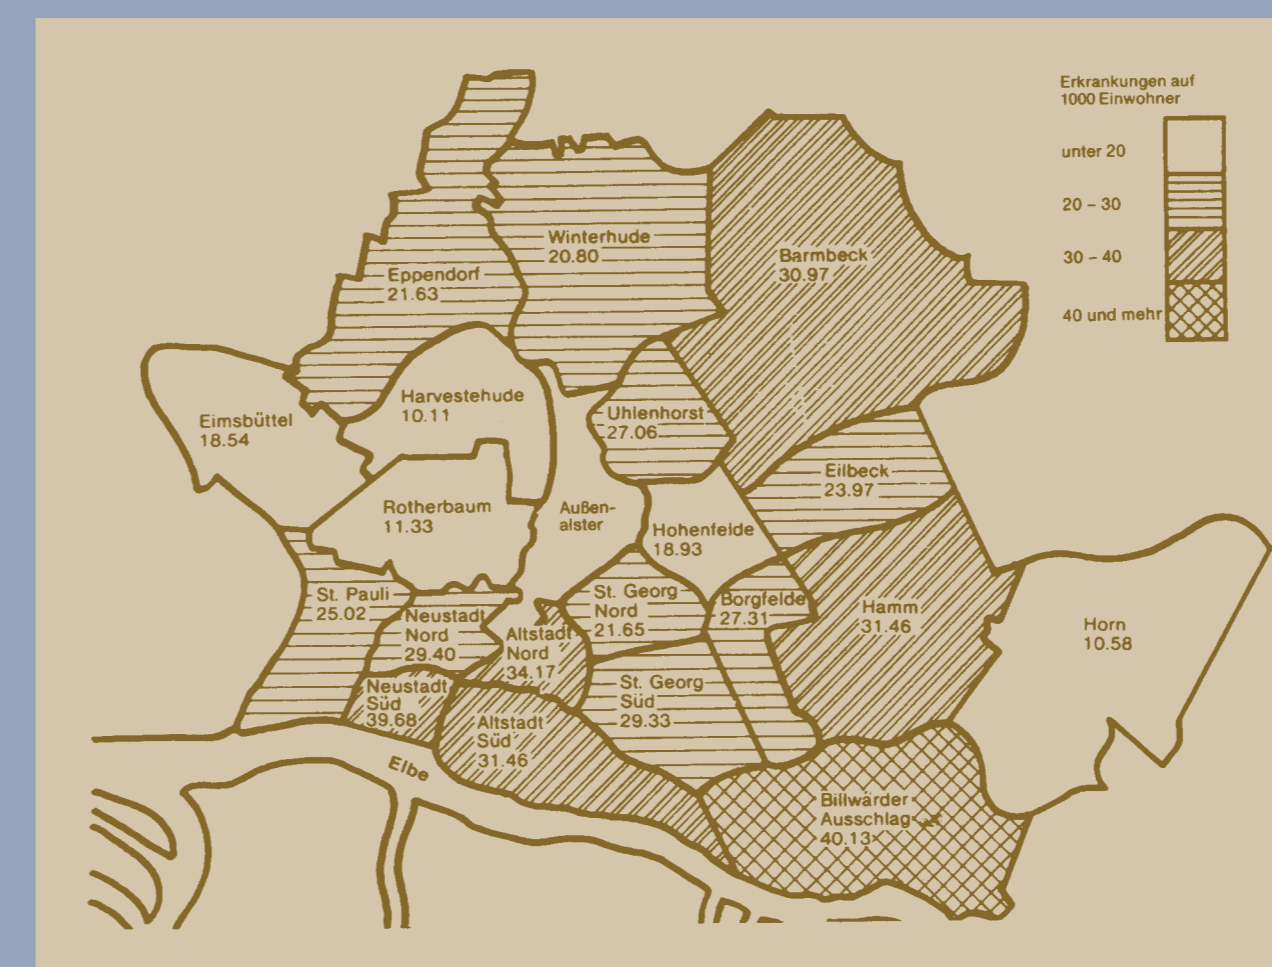 Erkrankungen auf
1000 Einwohner
unter 20
20 – 30
30 – 40
40 und mehr
Winterhude
20.80
Barmbeck
30.97
Eppendorf
21.63
Harvestehude
10.11
Uhlenhorst
27.06
Eimsbüttel
18.54
Eilbeck
23.97
Rotherbaum
11.33
Außen-
alster
Hohenfelde
18.93
St. Pauli
25.02
St. Georg
Nord
21.65
Borgfelde
27.31
Hamm
31.46
Horn
10.58
Neustadt
Nord
29.40
Altstadt
Nord
34.17
Neustadt
Süd
39.68
St. Georg
Süd
29.33
Altstadt
Süd
31.46
Elbe
Billwärder
Ausschlag
40.13